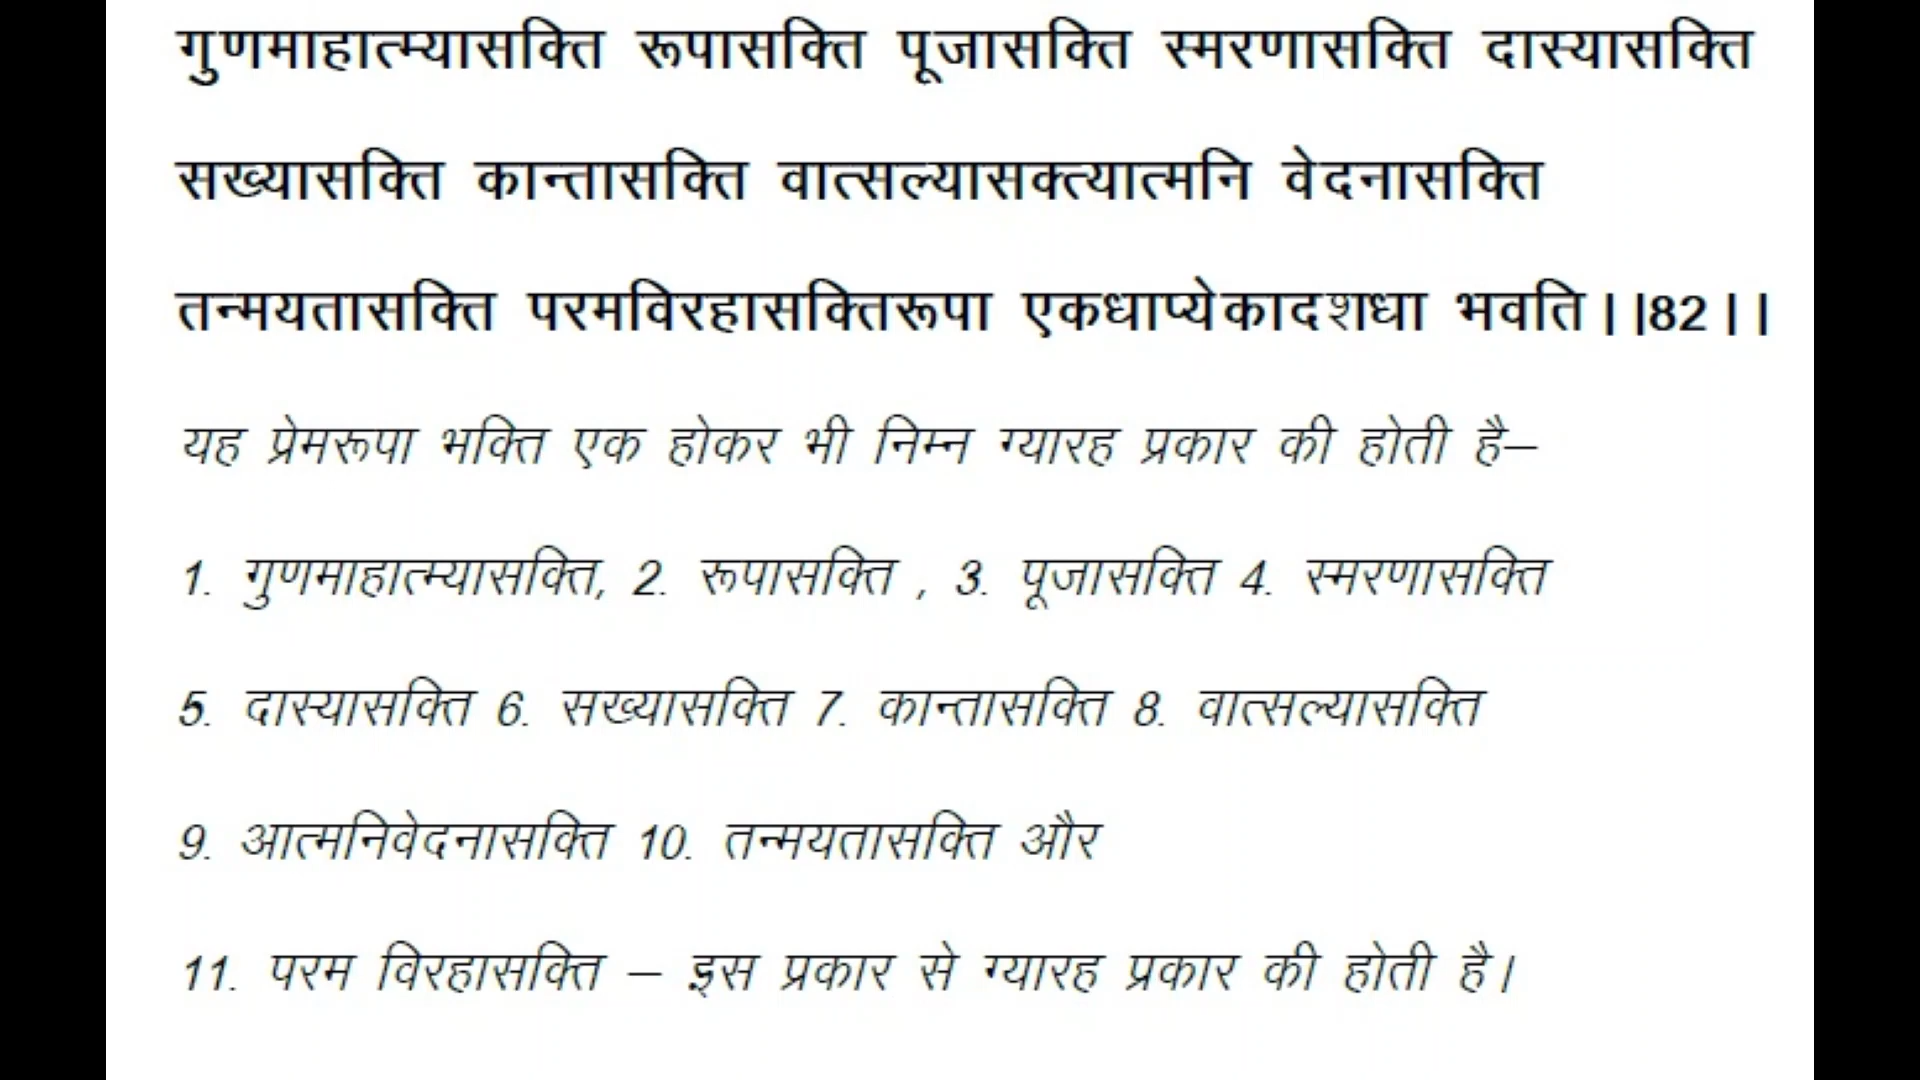 गुणमाहात्म्यासक्ति रूपासक्ति पूजासक्ति स्मरणासक्ति दास्यासक्ति
सख्यासक्ति कान्तासक्ति वात्सल्यासक्त्यात्मनि वेदनासक्ति
तन्मयतासक्ति परमविरहासक्तिरूपा एकधाप्येकादशधा भवति।।82।।
यह प्रेमरूपा भक्ति एक होकर भी निम्न ग्यारह प्रकार की होती है–
1. गुणमाहात्म्यासक्ति, 2. रूपासक्ति , 3. पूजासक्ति 4. स्मरणासक्ति
5. दास्यासक्ति 6. सख्यासक्ति 7. कान्तासक्ति 8. वात्सल्यासक्ति
9. आत्मनिवेदनासक्ति 10. तन्मयतासक्ति और
11. परम विरहासक्ति – इस प्रकार से ग्यारह प्रकार की होती है।